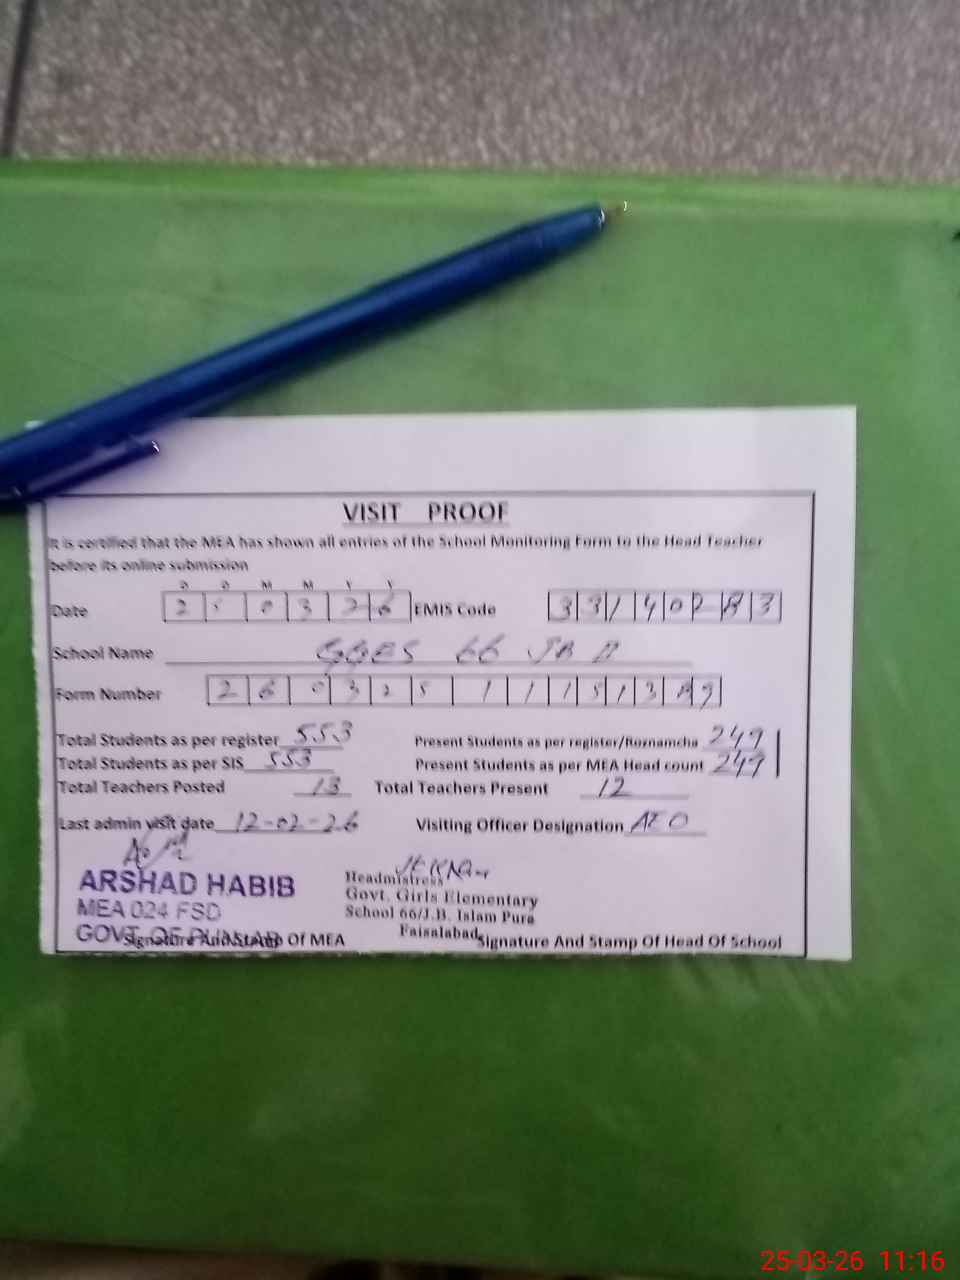 VISIT PROOF
It is certified that the MEA has shown all entries of the School Monitoring Form to the Head Teacher
before its online submission
D D M M Y Y
Date 2 5 0 3 2 6 EMIS Code 3 3 1 4 0 2 8 3
School Name GGES 66 JB II
Form Number 2 6 0 3 2 5 1 1 1 5 1 3 8 9
Total Students as per register 553 Present Students as per register/Roznamcha 249
Total Students as per SIS 553 Present Students as per MEA Head count 249
Total Teachers Posted 13 Total Teachers Present 12
Last admin visit date 12-02-26 Visiting Officer Designation AEO
ARSHAD HABIB
MEA 024 FSD
GOVT OF PUNJAB
Signature And Stamp Of MEA
Headmistress
Govt. Girls Elementary
School 66/J.B. Islam Pura
Faisalabad
Signature And Stamp Of Head Of School
25-03-26 11:16